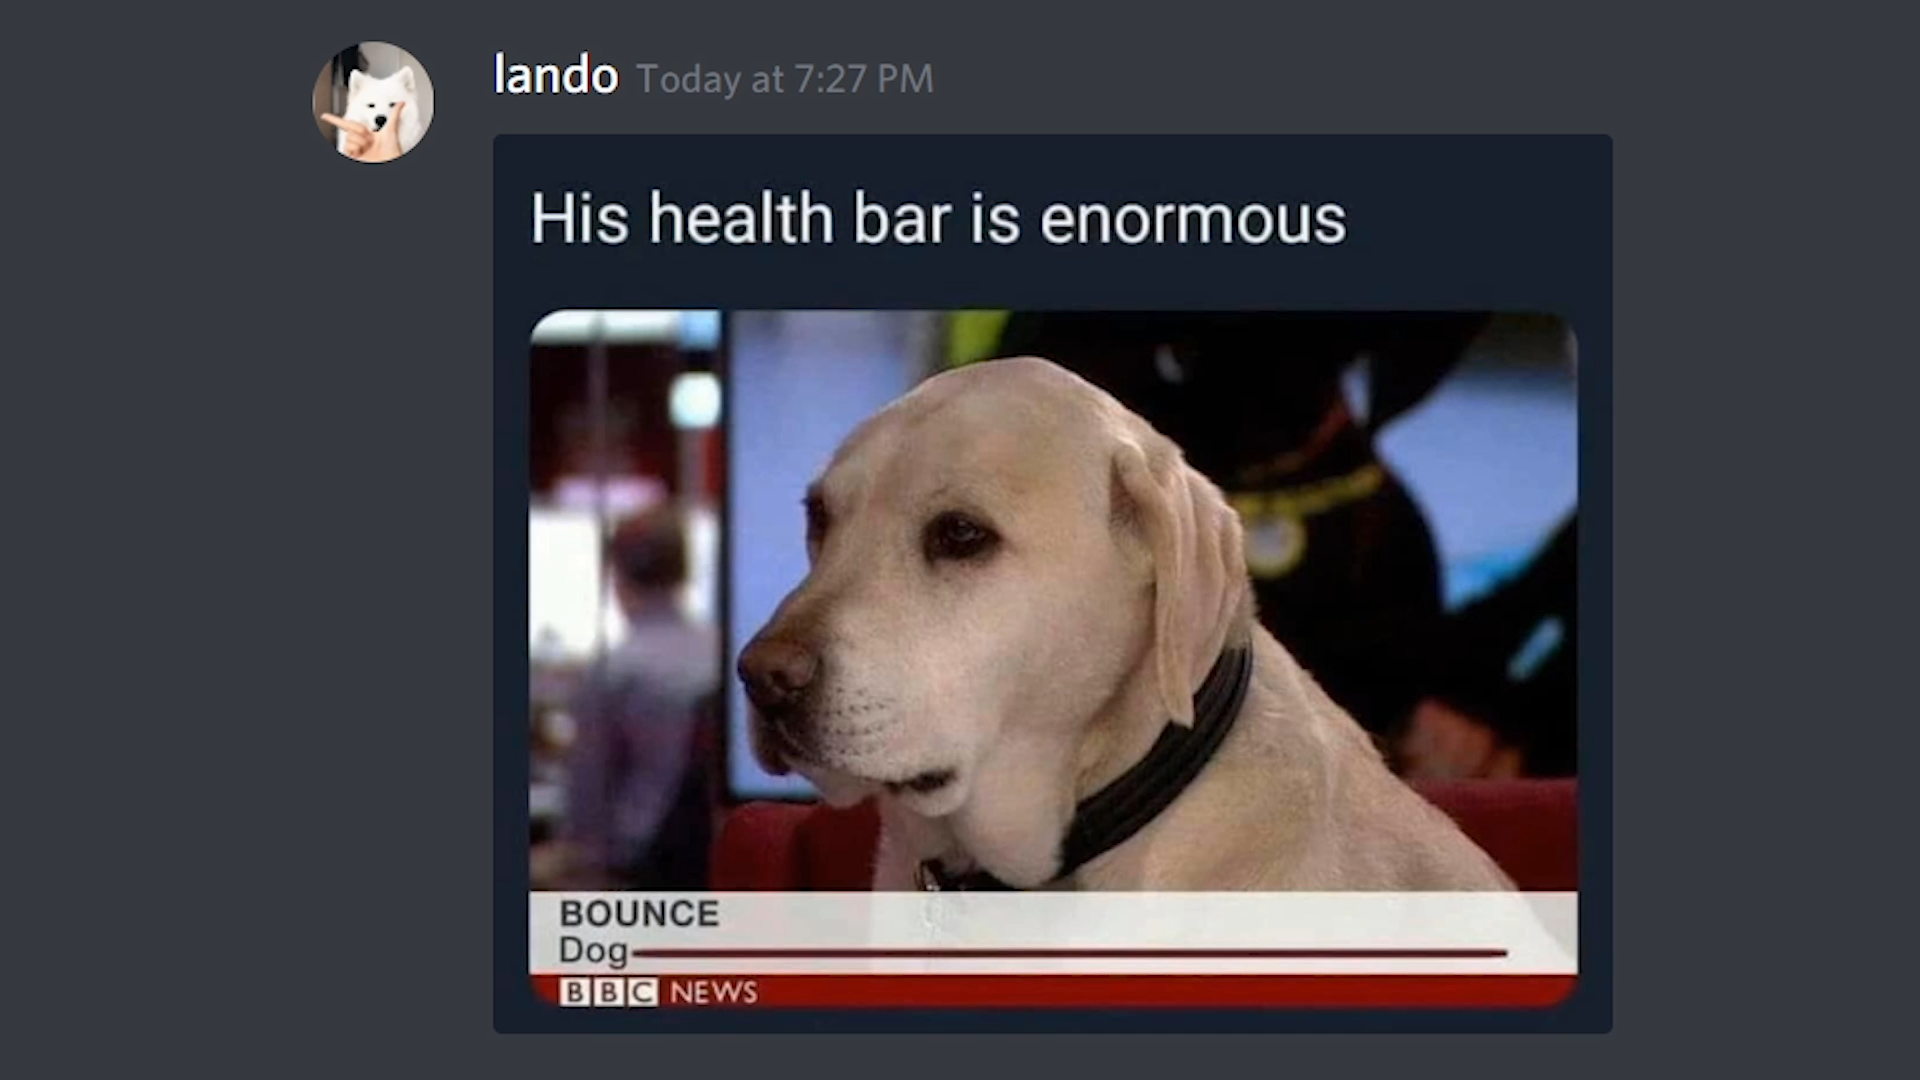 lando Today at 7:27 PM
His health bar is enormous
BOUNCE
Dog
BBC NEWS